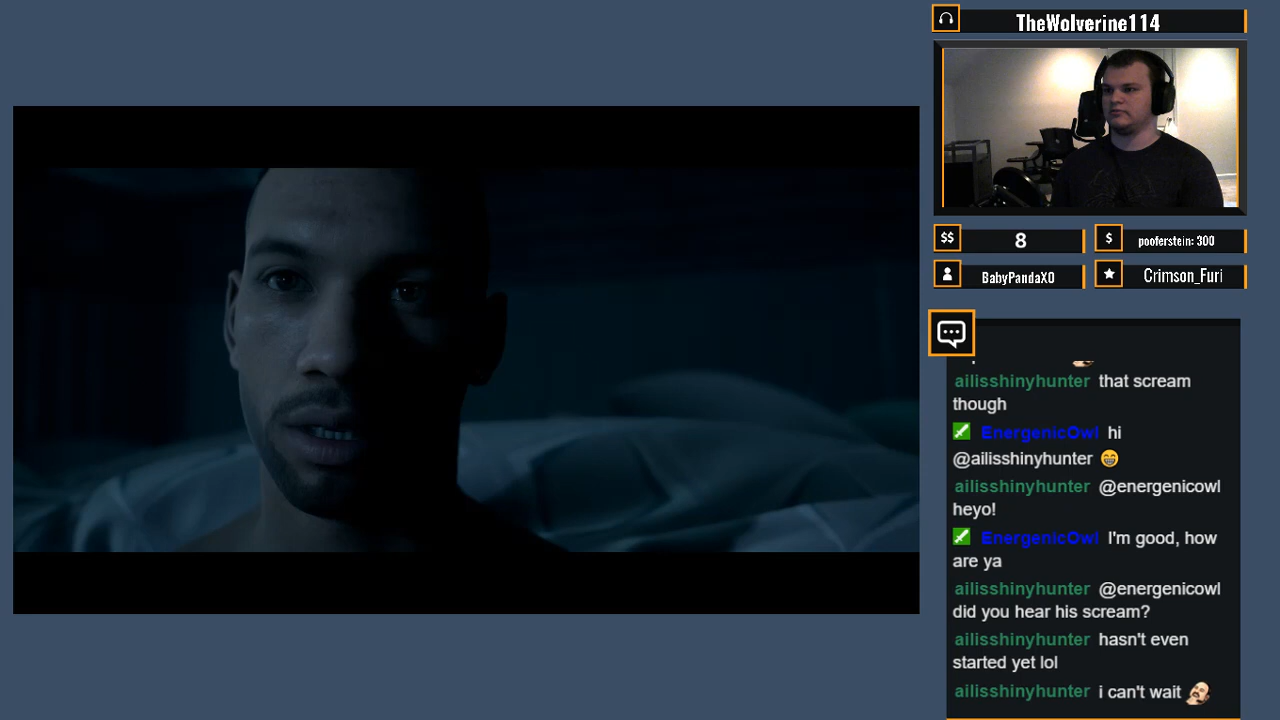 TheWolverine114
$$ 8
$ pooferstein: 300
BabyPandaXO
Crimson_Furi
ailisshinyhunter that scream
though
EnergenicOwl hi
@ailisshinyhunter
ailisshinyhunter @energenicowl
heyo!
EnergenicOwl I'm good, how
are ya
ailisshinyhunter @energenicowl
did you hear his scream?
ailisshinyhunter hasn't even
started yet lol
ailisshinyhunter i can't wait